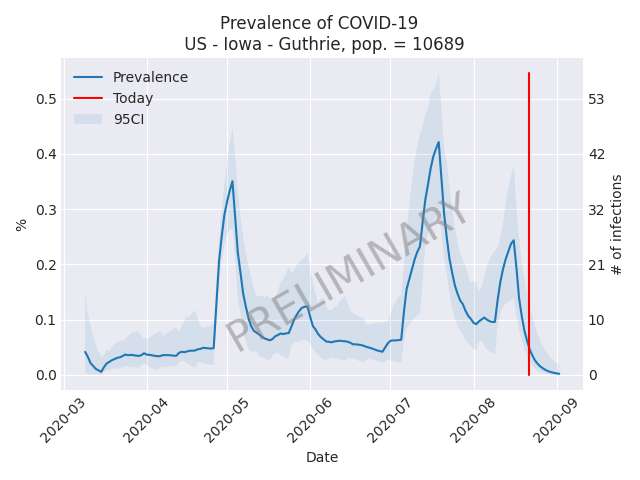 Prevalence of COVID-19
US - Iowa - Guthrie, pop. = 10689
Prevalence
Today
95CI
PRELIMINARY
%
0.5
0.4
0.3
0.2
0.1
0.0
53
42
32
21
10
0
# of infections
2020-03
2020-04
2020-05
2020-06
2020-07
2020-08
2020-09
Date